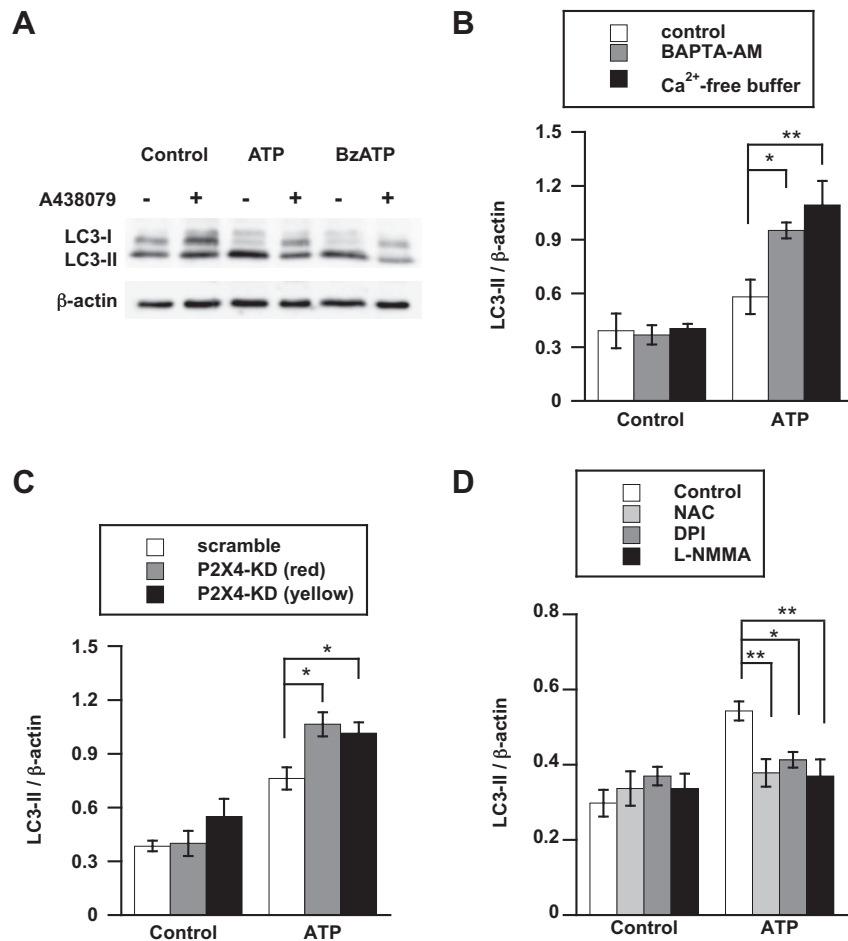 A
Control ATP BzATP
A438079 - + - + - +
LC3-I
LC3-II
β-actin
B
control
BAPTA-AM
Ca2+-free buffer
LC3-II / β-actin
1.5
1.2
0.9
0.6
0.3
0
*
**
Control ATP
C
scramble
P2X4-KD (red)
P2X4-KD (yellow)
LC3-II / β-actin
1.5
1.2
0.9
0.6
0.3
0
*
*
Control ATP
D
Control
NAC
DPI
L-NMMA
LC3-II / β-actin
0.8
0.6
0.4
0.2
0
**
*
**
Control ATP